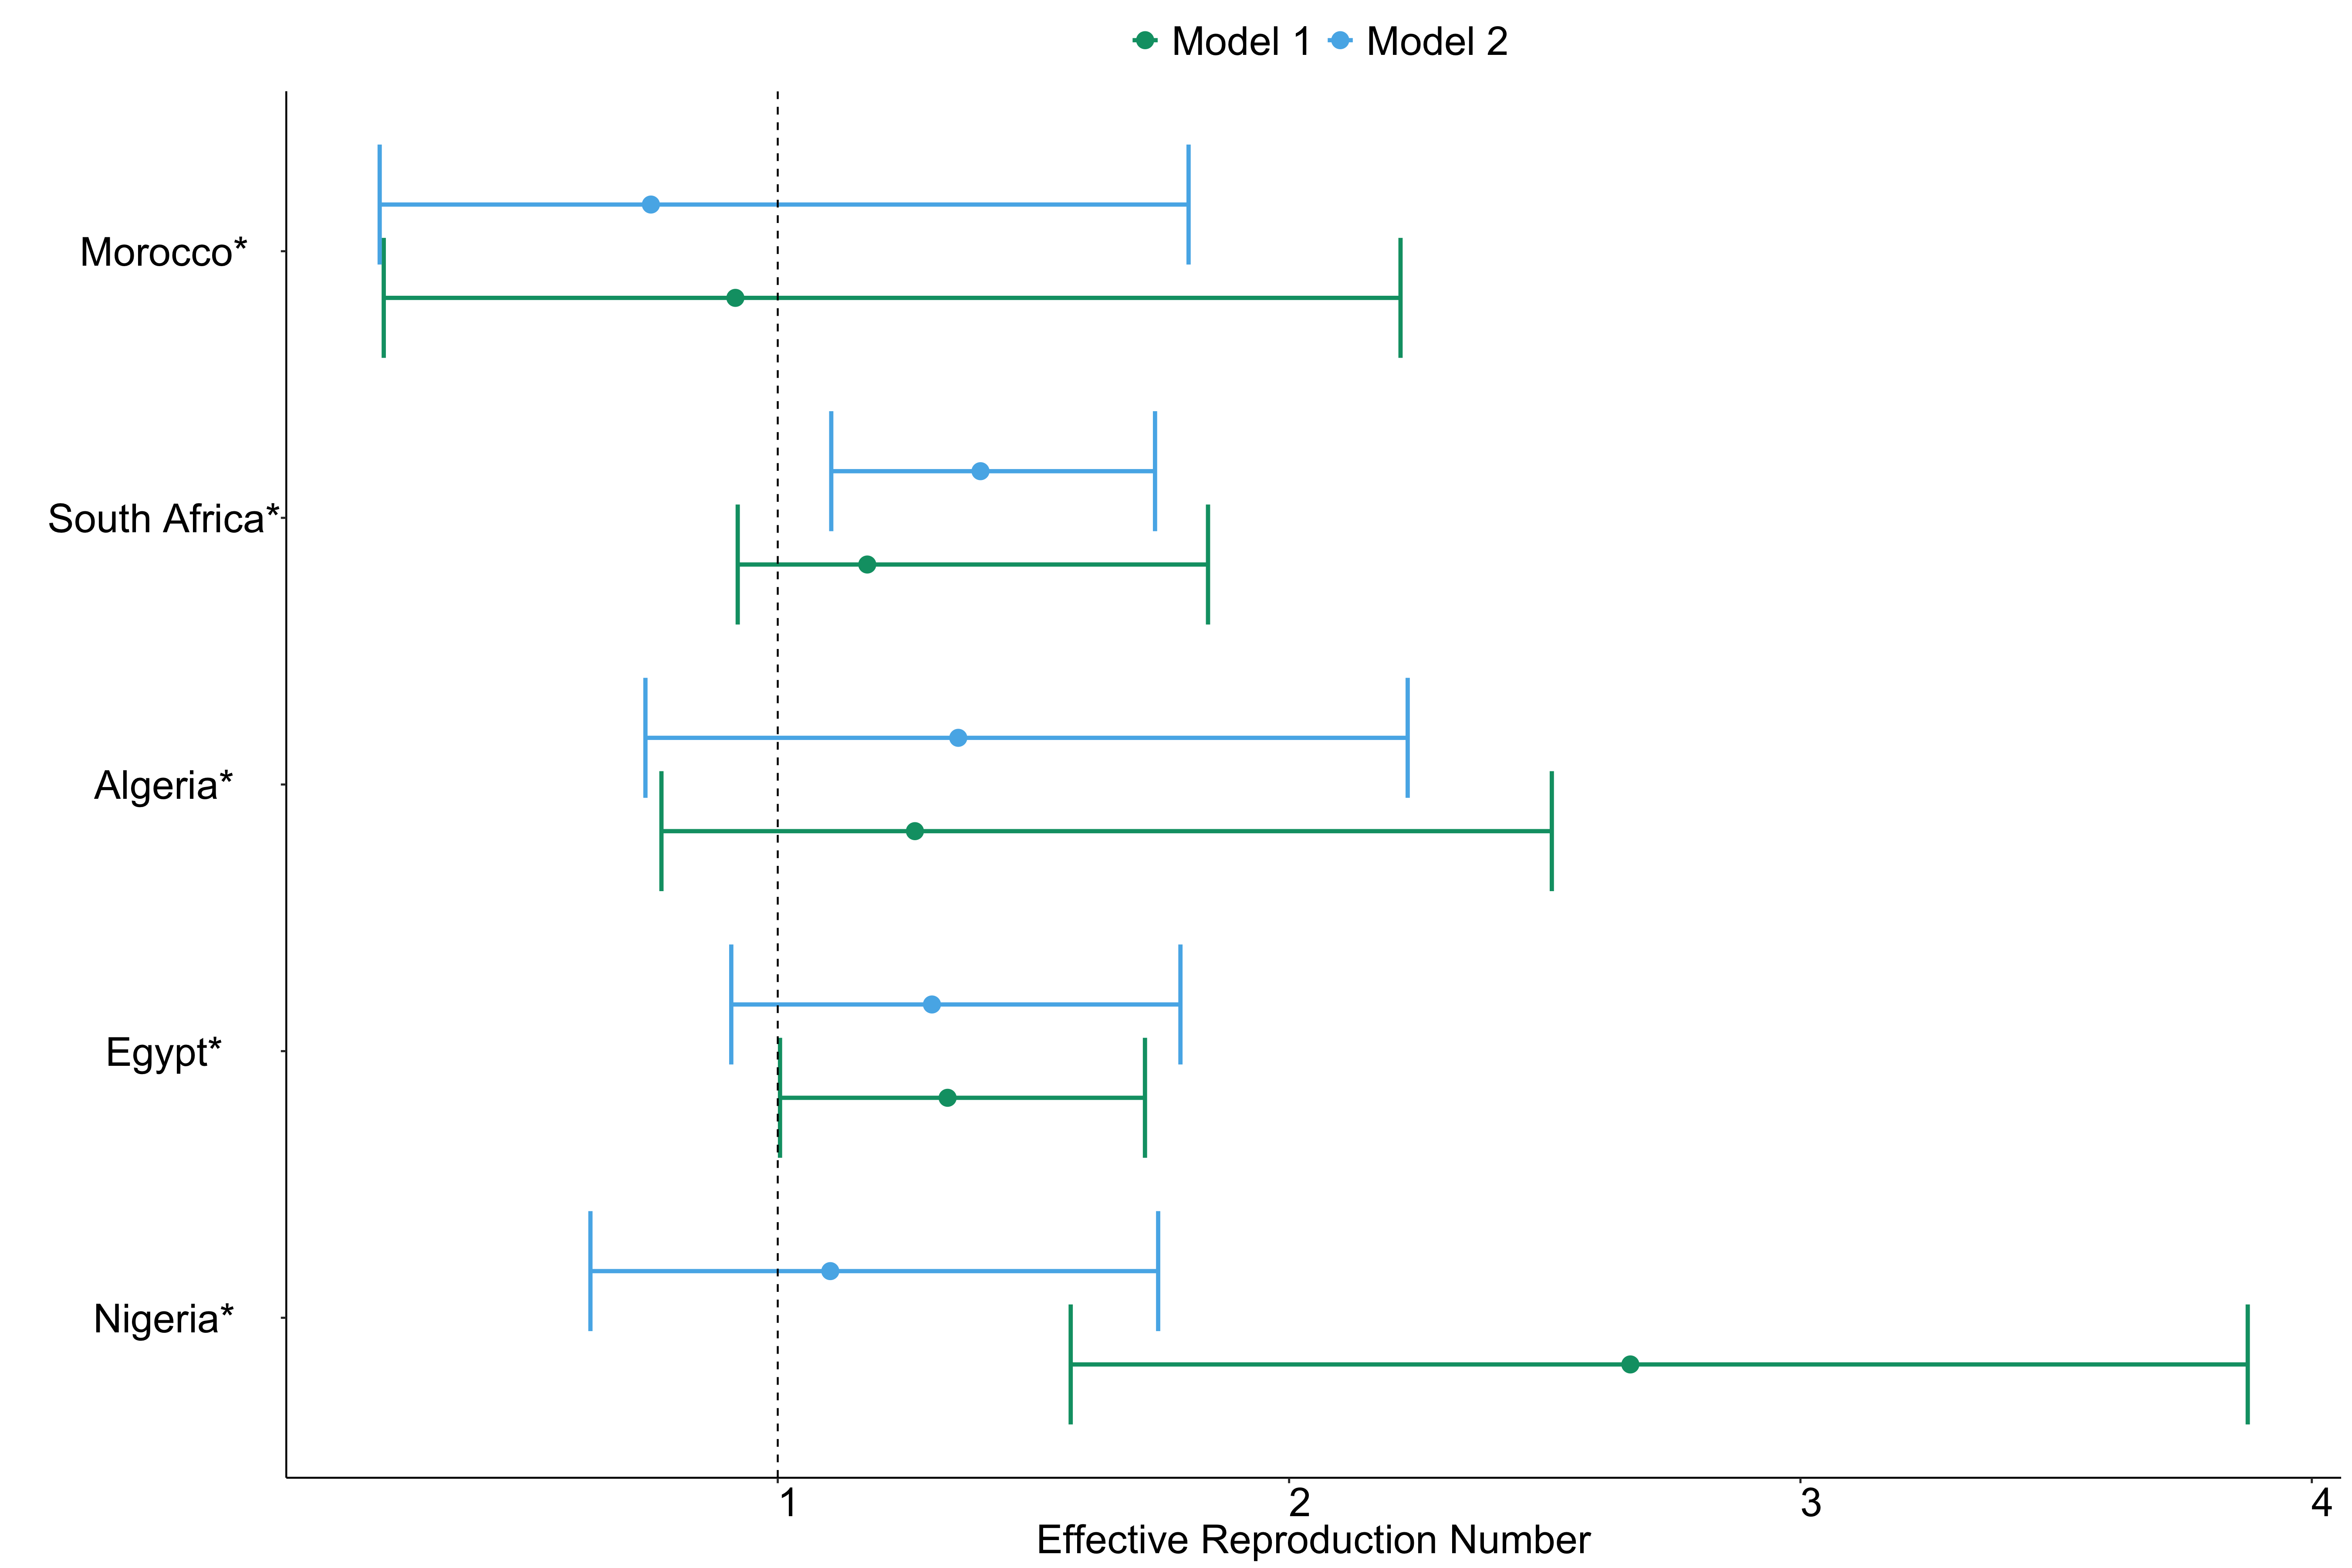 Model 1 Model 2
Morocco*
South Africa*
Algeria*
Egypt*
Nigeria*
1 2 3 4
Effective Reproduction Number